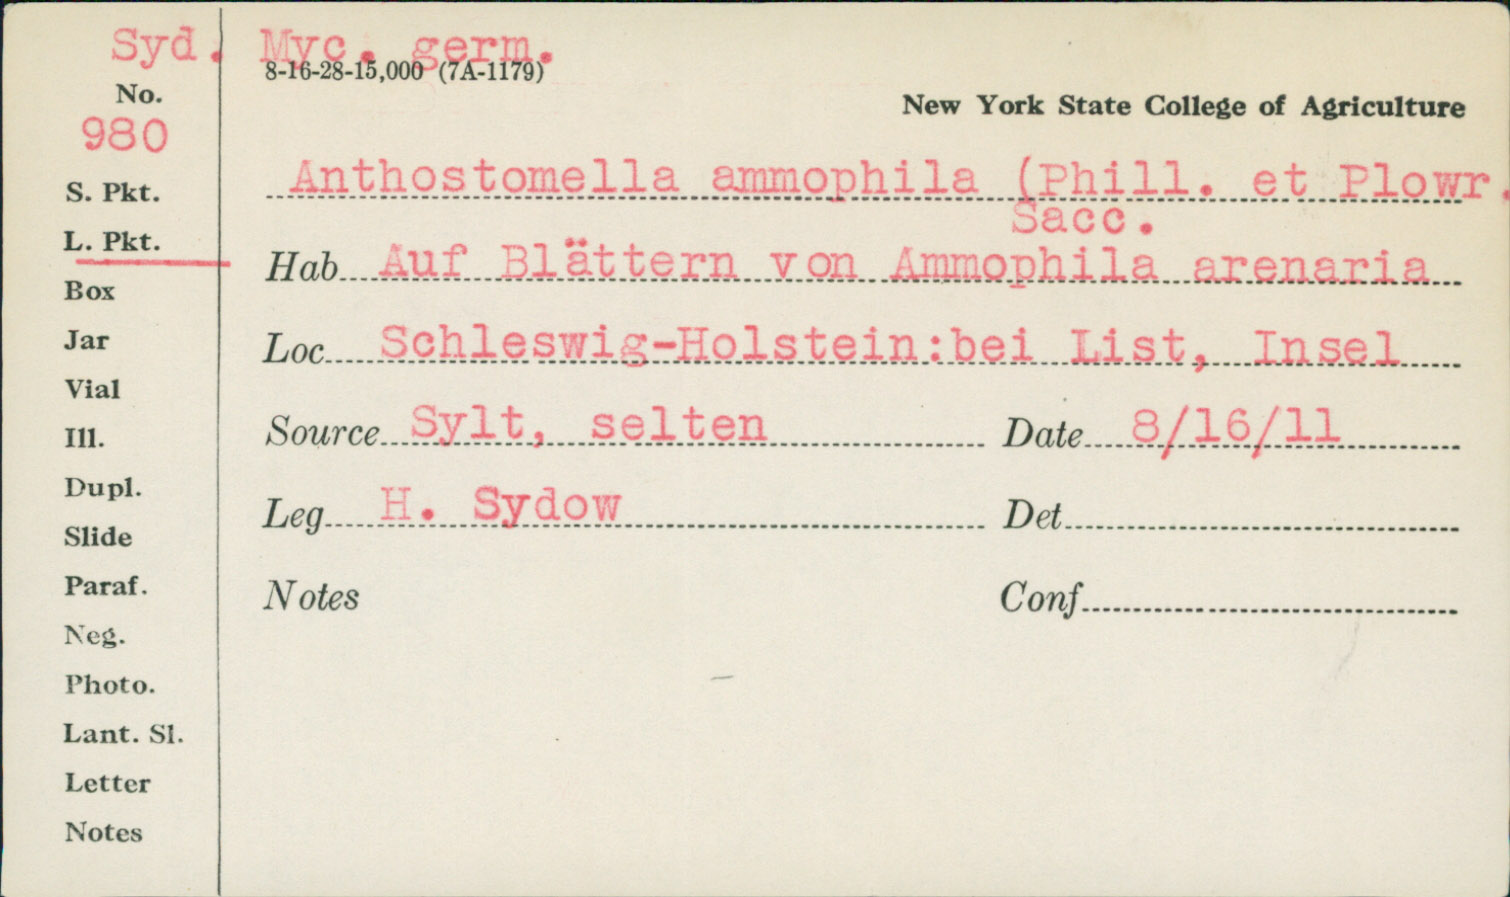 Syd. Myc. germ.
8-16-28-15,000 (7A-1179)
No.
980
New York State College of Agriculture
S. Pkt.
Anthostomella ammophila (Phill. et Plowr.
Sacc.
L. Pkt.
Hab. Auf Blättern von Ammophila arenaria
Box
Jar
Loc. Schleswig-Holstein:bei List, Insel
Vial
Ill.
Source Sylt, selten Date 8/16/11
Dupl.
Leg. H. Sydow Det.
Slide
Paraf.
Notes Conf.
Neg.
Photo.
Lant. Sl.
Letter
Notes